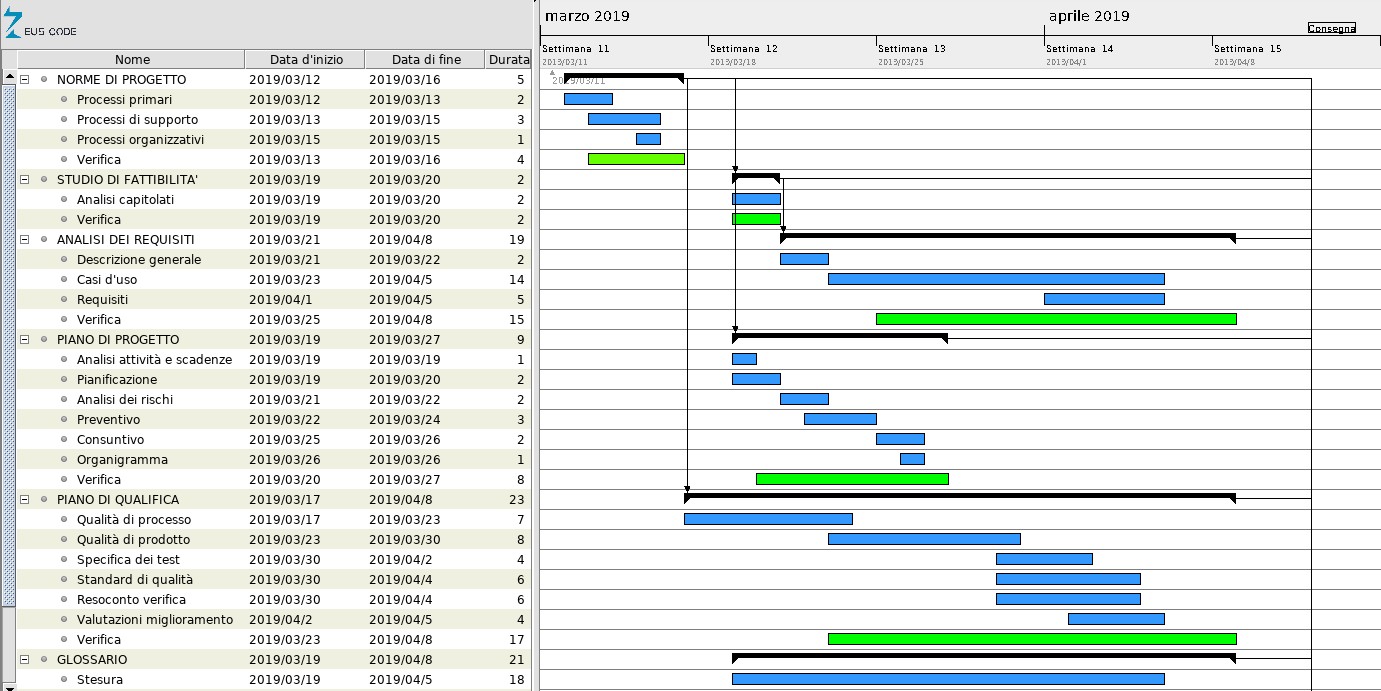 EUS CODE
marzo 2019
aprile 2019
Consegna
Settimana 11
Settimana 12
Settimana 13
Settimana 14
Settimana 15
2019/03/11
2019/03/18
2019/03/25
2019/04/1
2019/04/8
Nome Data d'inizio Data di fine Durata
2019/03/11
NORME DI PROGETTO 2019/03/12 2019/03/16 5
Processi primari 2019/03/12 2019/03/13 2
Processi di supporto 2019/03/13 2019/03/15 3
Processi organizzativi 2019/03/15 2019/03/15 1
Verifica 2019/03/13 2019/03/16 4
STUDIO DI FATTIBILITA' 2019/03/19 2019/03/20 2
Analisi capitolati 2019/03/19 2019/03/20 2
Verifica 2019/03/19 2019/03/20 2
ANALISI DEI REQUISITI 2019/03/21 2019/04/8 19
Descrizione generale 2019/03/21 2019/03/22 2
Casi d'uso 2019/03/23 2019/04/5 14
Requisiti 2019/04/1 2019/04/5 5
Verifica 2019/03/25 2019/04/8 15
PIANO DI PROGETTO 2019/03/19 2019/03/27 9
Analisi attività e scadenze 2019/03/19 2019/03/19 1
Pianificazione 2019/03/19 2019/03/20 2
Analisi dei rischi 2019/03/21 2019/03/22 2
Preventivo 2019/03/22 2019/03/24 3
Consuntivo 2019/03/25 2019/03/26 2
Organigramma 2019/03/26 2019/03/26 1
Verifica 2019/03/20 2019/03/27 8
PIANO DI QUALIFICA 2019/03/17 2019/04/8 23
Qualità di processo 2019/03/17 2019/03/23 7
Qualità di prodotto 2019/03/23 2019/03/30 8
Specifica dei test 2019/03/30 2019/04/2 4
Standard di qualità 2019/03/30 2019/04/4 6
Resoconto verifica 2019/03/30 2019/04/4 6
Valutazioni miglioramento 2019/04/2 2019/04/5 4
Verifica 2019/03/23 2019/04/8 17
GLOSSARIO 2019/03/19 2019/04/8 21
Stesura 2019/03/19 2019/04/5 18